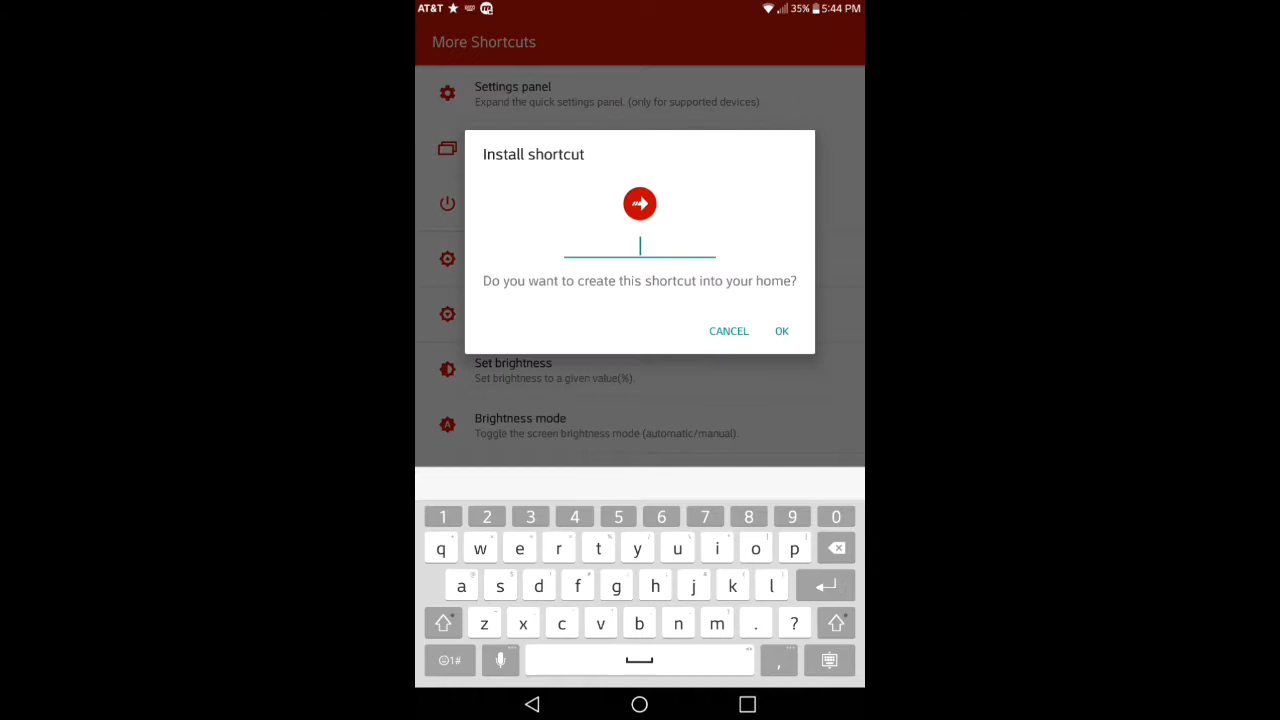 AT&T 35% 5:44 PM
More Shortcuts
Settings panel
Expand the quick settings panel. (only for supported devices)
Install shortcut
Do you want to create this shortcut into your home?
CANCEL OK
Set brightness
Set brightness to a given value(%).
Brightness mode
Toggle the screen brightness mode (automatic/manual).
1 2 3 4 5 6 7 8 9 0
q w e r t y u i o p
a s d f g h j k l
z x c v b n m . ?
☺1# ,